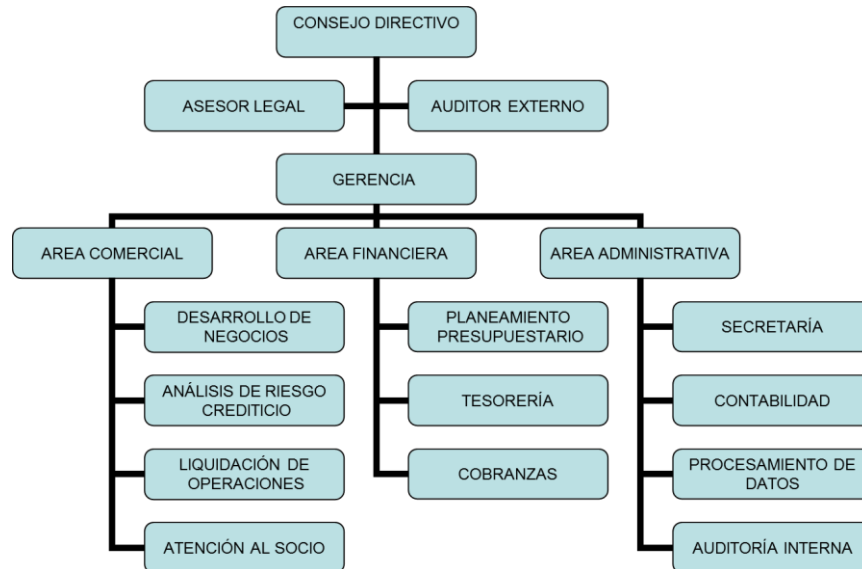 CONSEJO DIRECTIVO
ASESOR LEGAL
AUDITOR EXTERNO
GERENCIA
AREA COMERCIAL
AREA FINANCIERA
AREA ADMINISTRATIVA
DESARROLLO DE
NEGOCIOS
PLANEAMIENTO
PRESUPUESTARIO
SECRETARÍA
ANÁLISIS DE RIESGO
CREDITICIO
TESORERÍA
CONTABILIDAD
LIQUIDACIÓN DE
OPERACIONES
COBRANZAS
PROCESAMIENTO DE
DATOS
ATENCIÓN AL SOCIO
AUDITORÍA INTERNA